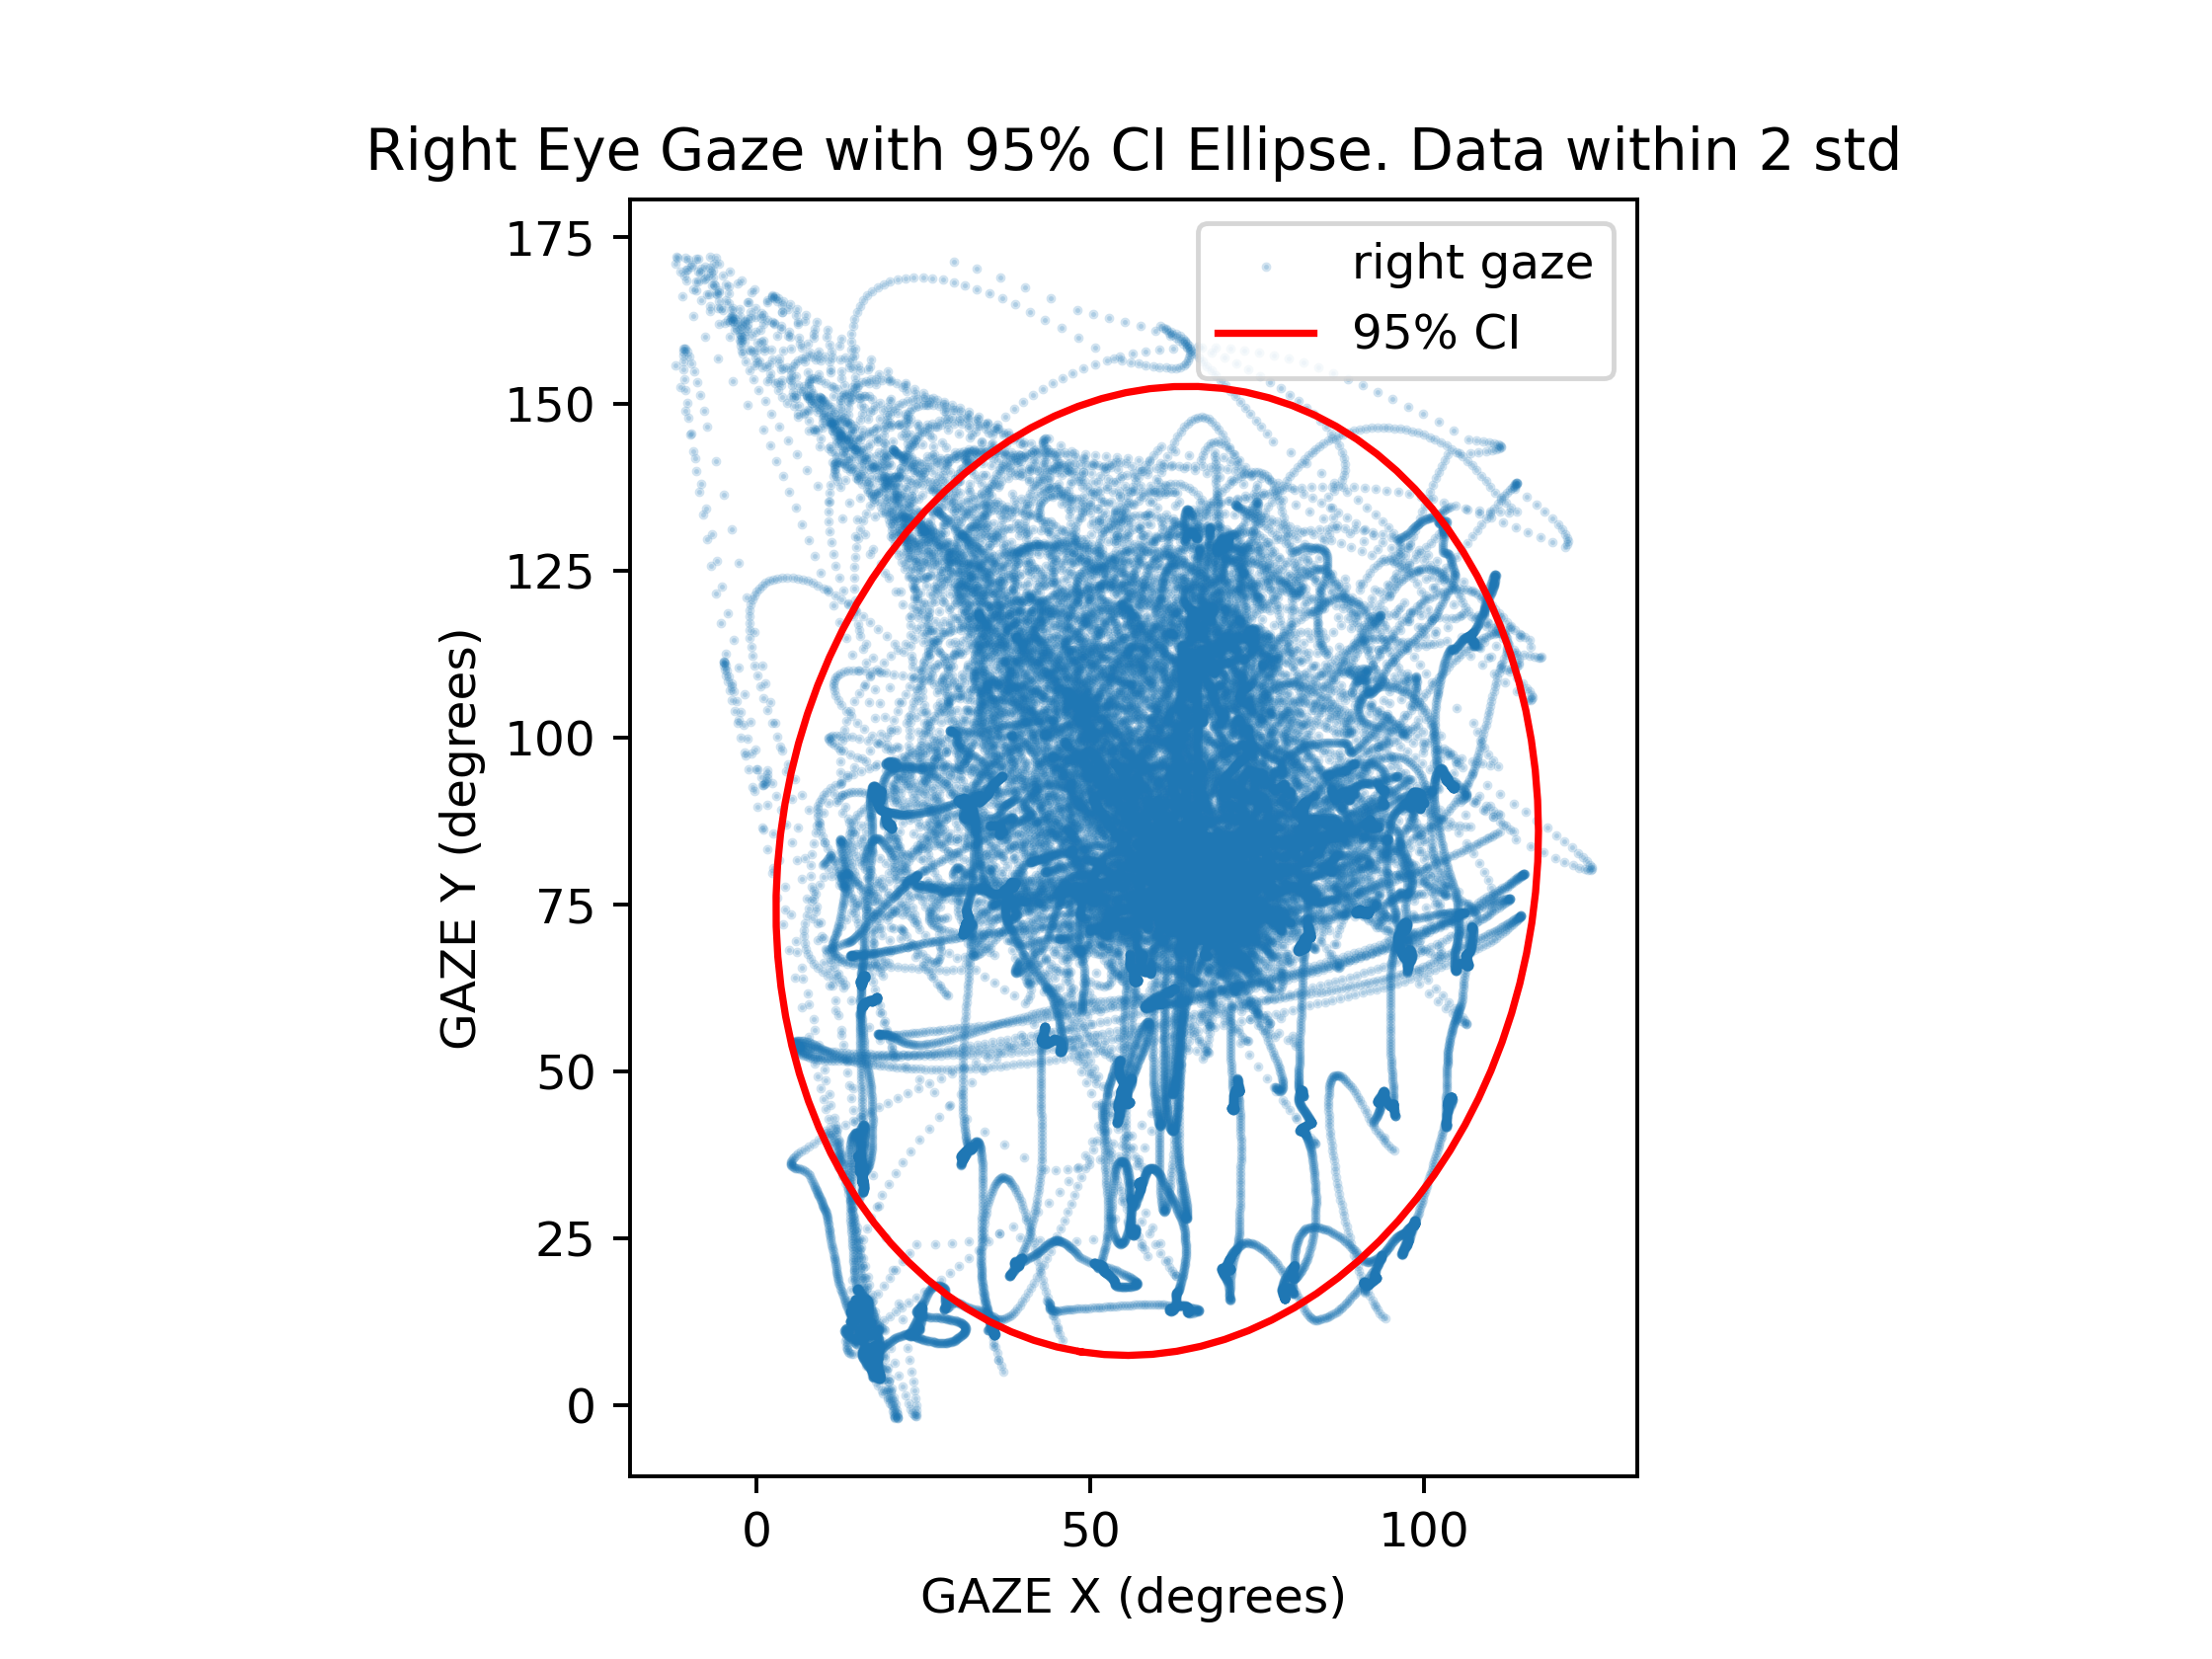 Right Eye Gaze with 95% CI Ellipse. Data within 2 std
right gaze
95% CI
175
150
125
100
75
50
25
0
GAZE Y (degrees)
0 50 100
GAZE X (degrees)